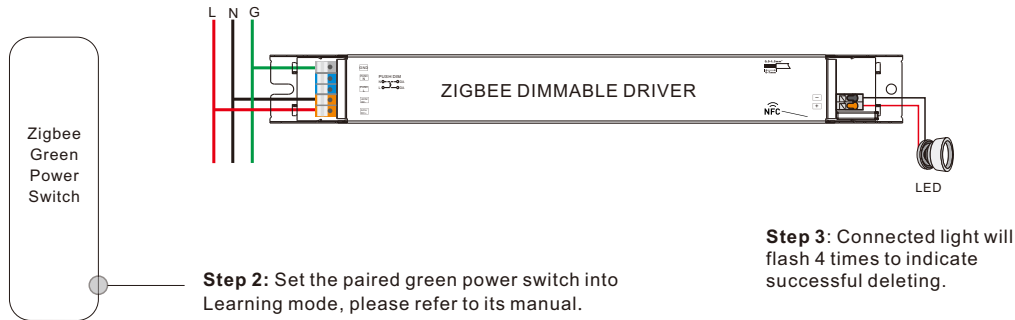 L N G
PUSH DIM
ZIGBEE DIMMABLE DRIVER
NFC
Zigbee
Green
Power
Switch
LED
Step 3: Connected light will
flash 4 times to indicate
successful deleting.
Step 2: Set the paired green power switch into
Learning mode, please refer to its manual.